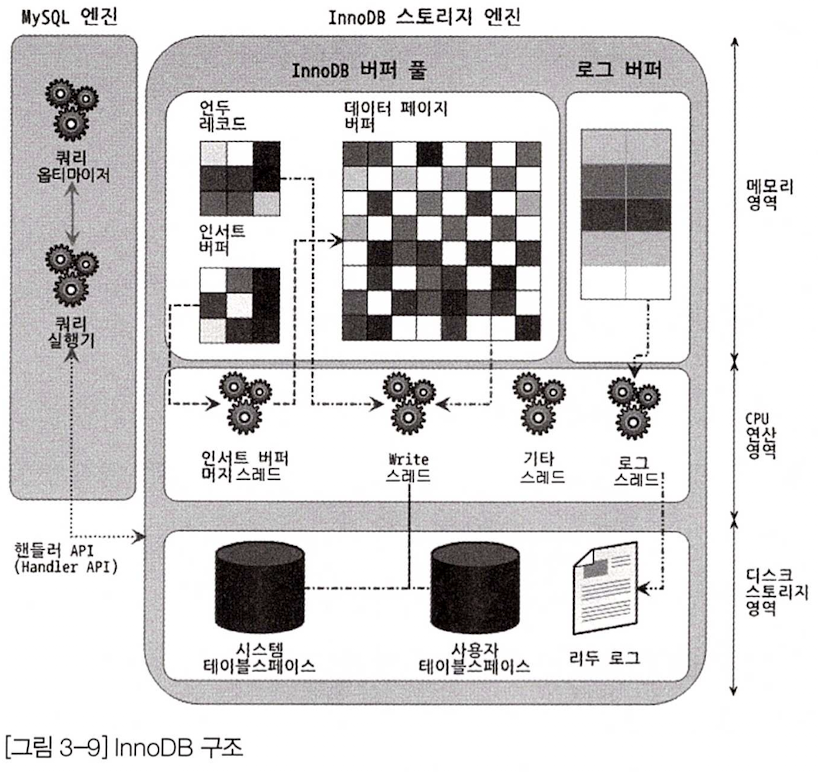 MySQL 엔진
InnoDB 스토리지 엔진
InnoDB 버퍼 풀
로그 버퍼
언두
레코드
데이터 페이지
버퍼
쿼리
옵티마이저
인서트
버퍼
쿼리
실행기
메모리
영역
인서트 버퍼
머지 스레드
Write
스레드
기타
스레드
로그
스레드
CPU
연산
영역
핸들러 API
(Handler API)
시스템
테이블스페이스
사용자
테이블스페이스
리두 로그
디스크
스토리지
영역
[그림 3-9] InnoDB 구조